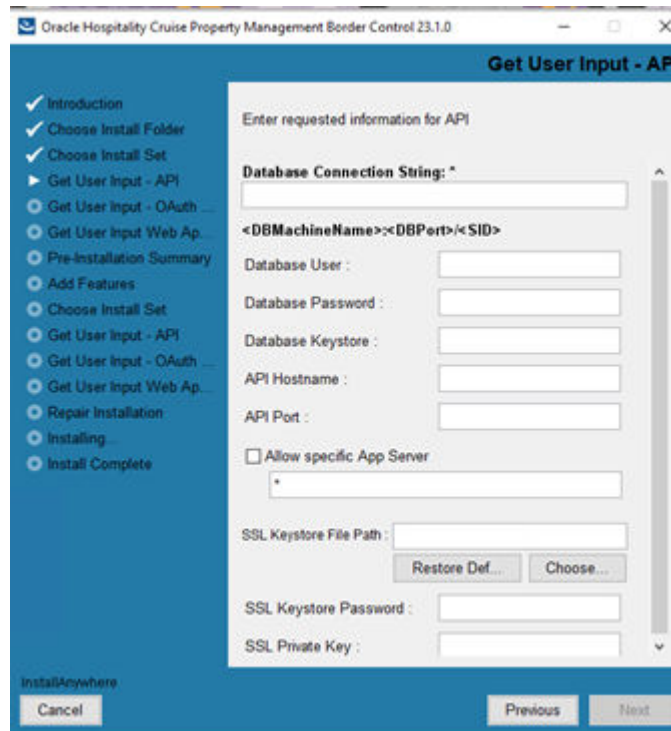 Oracle Hospitality Cruise Property Management Border Control 23.1.0
Get User Input - AP
Introduction
Choose Install Folder
Choose Install Set
Get User Input - API
Get User Input - OAuth ...
Get User Input Web Ap...
Pre-Installation Summary
Add Features
Choose Install Set
Get User Input - API
Get User Input - OAuth ...
Get User Input Web Ap...
Repair Installation
Installing...
Install Complete
Enter requested information for API
Database Connection String: *
<DBMachineName>:<DBPort>/<SID>
Database User :
Database Password :
Database Keystore :
API Hostname :
API Port :
Allow specific App Server
*
SSL Keystore File Path :
Restore Def... Choose...
SSL Keystore Password :
SSL Private Key :
InstallAnywhere
Cancel Previous Next